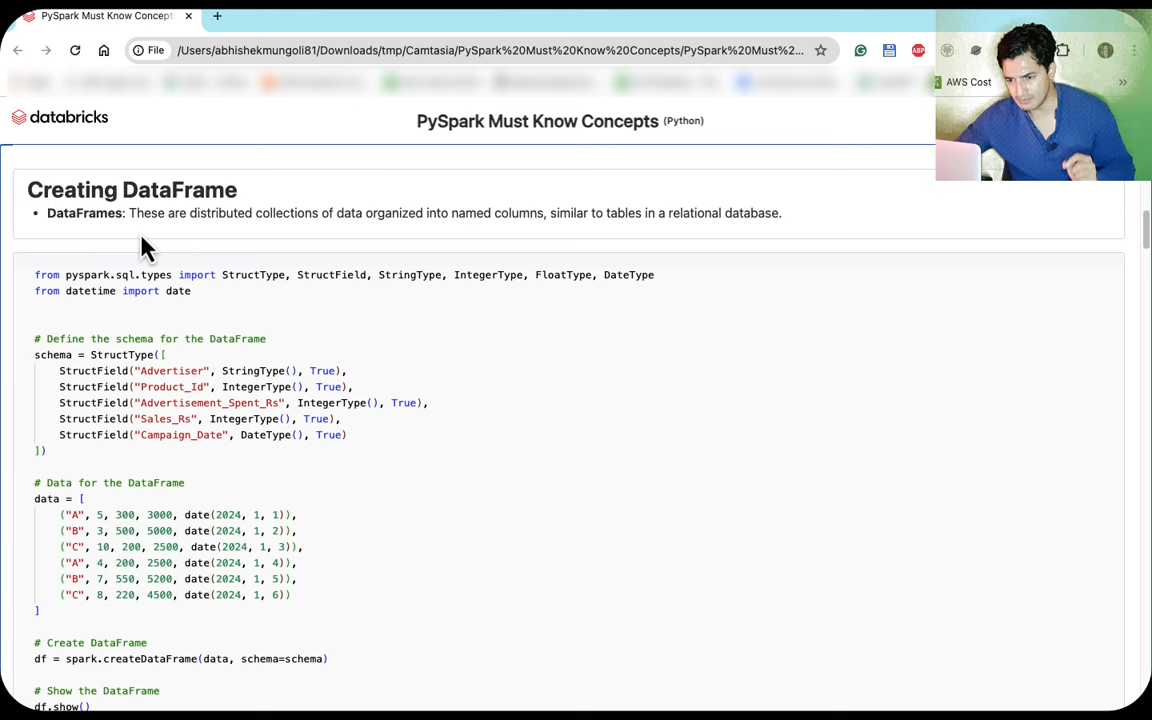 PySpark Must Know Concept
File
/Users/abhishekmungoli81/Downloads/tmp/Camtasia/PySpark%20Must%20Know%20Concepts/PySpark%20Must%2...
ABP
AWS Cost
databricks
PySpark Must Know Concepts (Python)
Creating DataFrame
• DataFrames: These are distributed collections of data organized into named columns, similar to tables in a relational database.
from pyspark.sql.types import StructType, StructField, StringType, IntegerType, FloatType, DateType
from datetime import date
# Define the schema for the DataFrame
schema = StructType([
StructField("Advertiser", StringType(), True),
StructField("Product_Id", IntegerType(), True),
StructField("Advertisement_Spent_Rs", IntegerType(), True),
StructField("Sales_Rs", IntegerType(), True),
StructField("Campaign_Date", DateType(), True)
])
# Data for the DataFrame
data = [
("A", 5, 300, 3000, date(2024, 1, 1)),
("B", 3, 500, 5000, date(2024, 1, 2)),
("C", 10, 200, 2500, date(2024, 1, 3)),
("A", 4, 200, 2500, date(2024, 1, 4)),
("B", 7, 550, 5200, date(2024, 1, 5)),
("C", 8, 220, 4500, date(2024, 1, 6))
]
# Create DataFrame
df = spark.createDataFrame(data, schema=schema)
# Show the DataFrame
df.show()